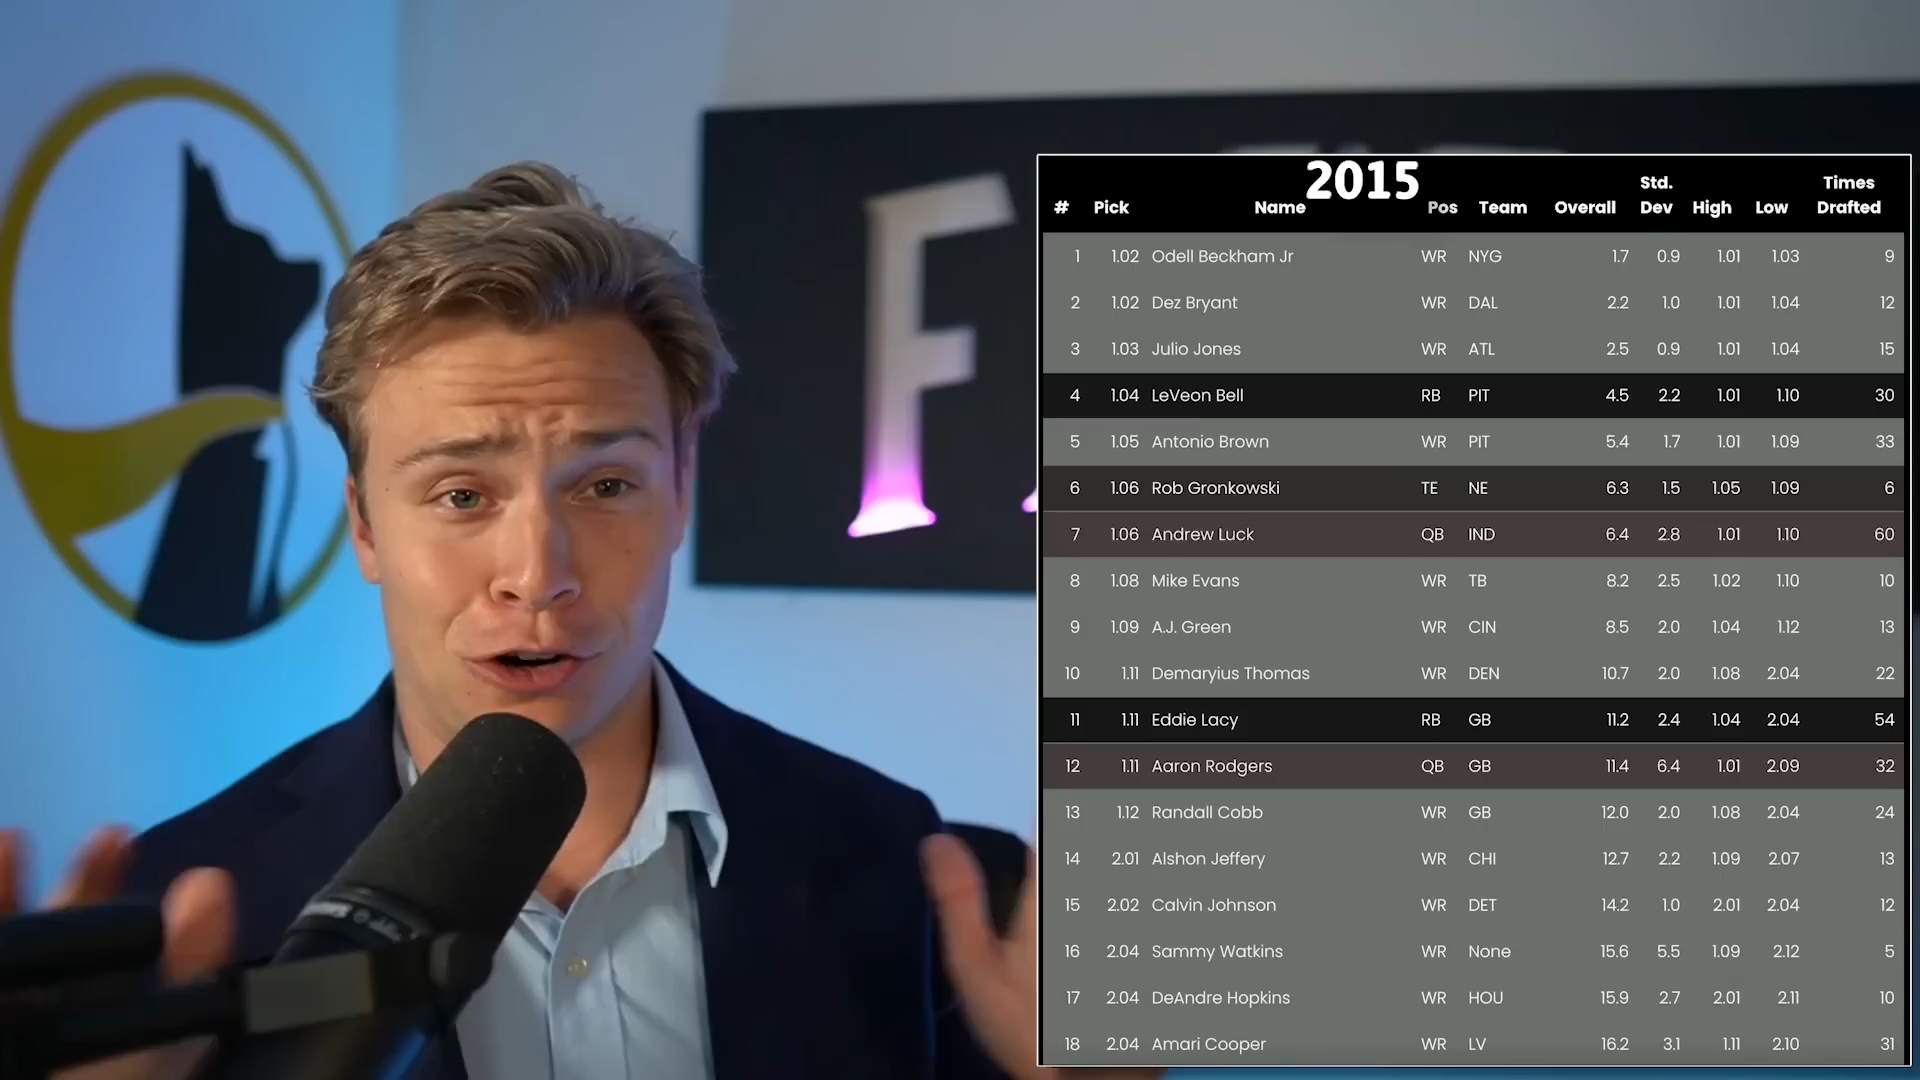 F
2015
# Pick Name Pos Team Overall Std. Dev High Low Times Drafted
1 1.02 Odell Beckham Jr WR NYG 1.7 0.9 1.01 1.03 9
2 1.02 Dez Bryant WR DAL 2.2 1.0 1.01 1.04 12
3 1.03 Julio Jones WR ATL 2.5 0.9 1.01 1.04 15
4 1.04 LeVeon Bell RB PIT 4.5 2.2 1.01 1.10 30
5 1.05 Antonio Brown WR PIT 5.4 1.7 1.01 1.09 33
6 1.06 Rob Gronkowski TE NE 6.3 1.5 1.05 1.09 6
7 1.06 Andrew Luck QB IND 6.4 2.8 1.01 1.10 60
8 1.08 Mike Evans WR TB 8.2 2.5 1.02 1.10 10
9 1.09 A.J. Green WR CIN 8.5 2.0 1.04 1.12 13
10 1.11 Demaryius Thomas WR DEN 10.7 2.0 1.08 2.04 22
11 1.11 Eddie Lacy RB GB 11.2 2.4 1.04 2.04 54
12 1.11 Aaron Rodgers QB GB 11.4 6.4 1.01 2.09 32
13 1.12 Randall Cobb WR GB 12.0 2.0 1.08 2.04 24
14 2.01 Alshon Jeffery WR CHI 12.7 2.2 1.09 2.07 13
15 2.02 Calvin Johnson WR DET 14.2 1.0 2.01 2.04 12
16 2.04 Sammy Watkins WR None 15.6 5.5 1.09 2.12 5
17 2.04 DeAndre Hopkins WR HOU 15.9 2.7 2.01 2.11 10
18 2.04 Amari Cooper WR LV 16.2 3.1 1.11 2.10 31